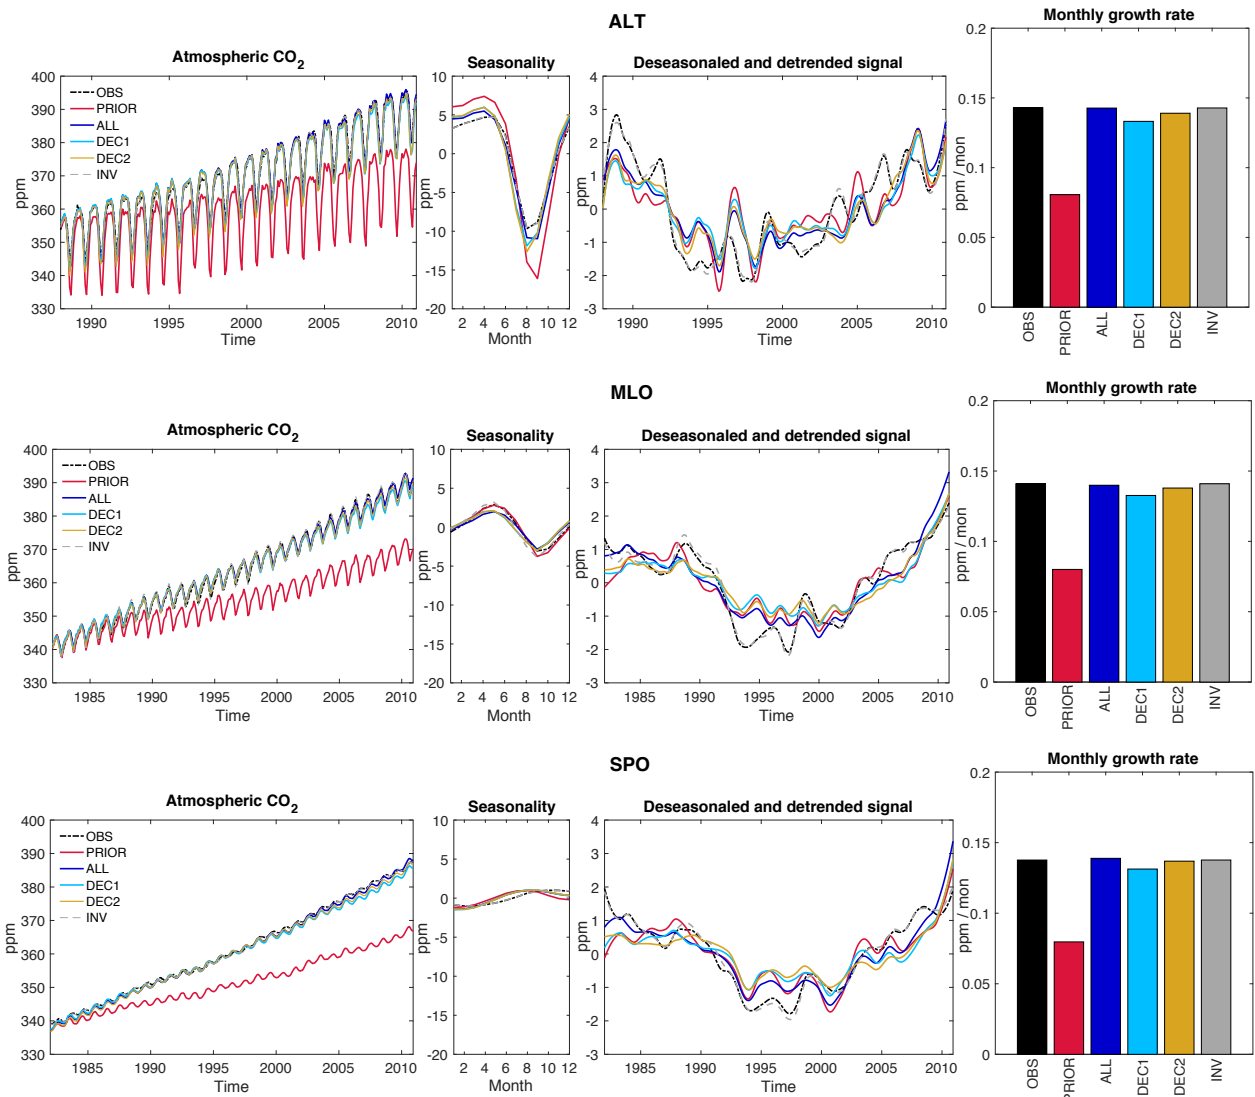 ALT
Atmospheric CO2
ppm
400
390
380
370
360
350
340
330
1990
1995
2000
2005
2010
Time
OBS
PRIOR
ALL
DEC1
DEC2
INV
Seasonality
ppm
10
5
0
-5
-10
-15
-20
2 4 6 8 10 12
Month
Deseasonaled and detrended signal
4
3
2
1
0
-1
-2
-3
1990
1995
2000
2005
2010
Time
Monthly growth rate
ppm / mon
0.2
0.15
0.1
0.05
0
OBS
PRIOR
ALL
DEC1
DEC2
INV
MLO
Atmospheric CO2
ppm
400
390
380
370
360
350
340
330
1985
1990
1995
2000
2005
2010
Time
OBS
PRIOR
ALL
DEC1
DEC2
INV
Seasonality
ppm
10
5
0
-5
-10
-15
-20
2 4 6 8 10 12
Month
Deseasonaled and detrended signal
4
3
2
1
0
-1
-2
-3
1985
1990
1995
2000
2005
2010
Time
Monthly growth rate
ppm / mon
0.2
0.15
0.1
0.05
0
OBS
PRIOR
ALL
DEC1
DEC2
INV
SPO
Atmospheric CO2
ppm
400
390
380
370
360
350
340
330
1985
1990
1995
2000
2005
2010
Time
OBS
PRIOR
ALL
DEC1
DEC2
INV
Seasonality
ppm
10
5
0
-5
-10
-15
-20
2 4 6 8 10 12
Month
Deseasonaled and detrended signal
4
3
2
1
0
-1
-2
-3
1985
1990
1995
2000
2005
2010
Time
Monthly growth rate
ppm / mon
0.2
0.15
0.1
0.05
0
OBS
PRIOR
ALL
DEC1
DEC2
INV